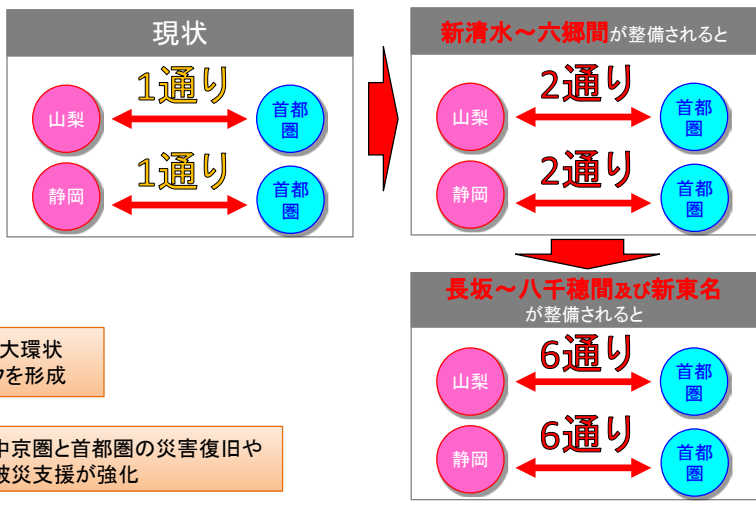 現状
1通り
山梨
首都
圏
1通り
静岡
首都
圏
新清水～六郷間が整備されると
2通り
山梨
首都
圏
2通り
静岡
首都
圏
長坂～八千穂間及び新東名
が整備されると
6通り
山梨
首都
圏
6通り
静岡
首都
圏
大環状
クを形成
中京圏と首都圏の災害復旧や
被災支援が強化